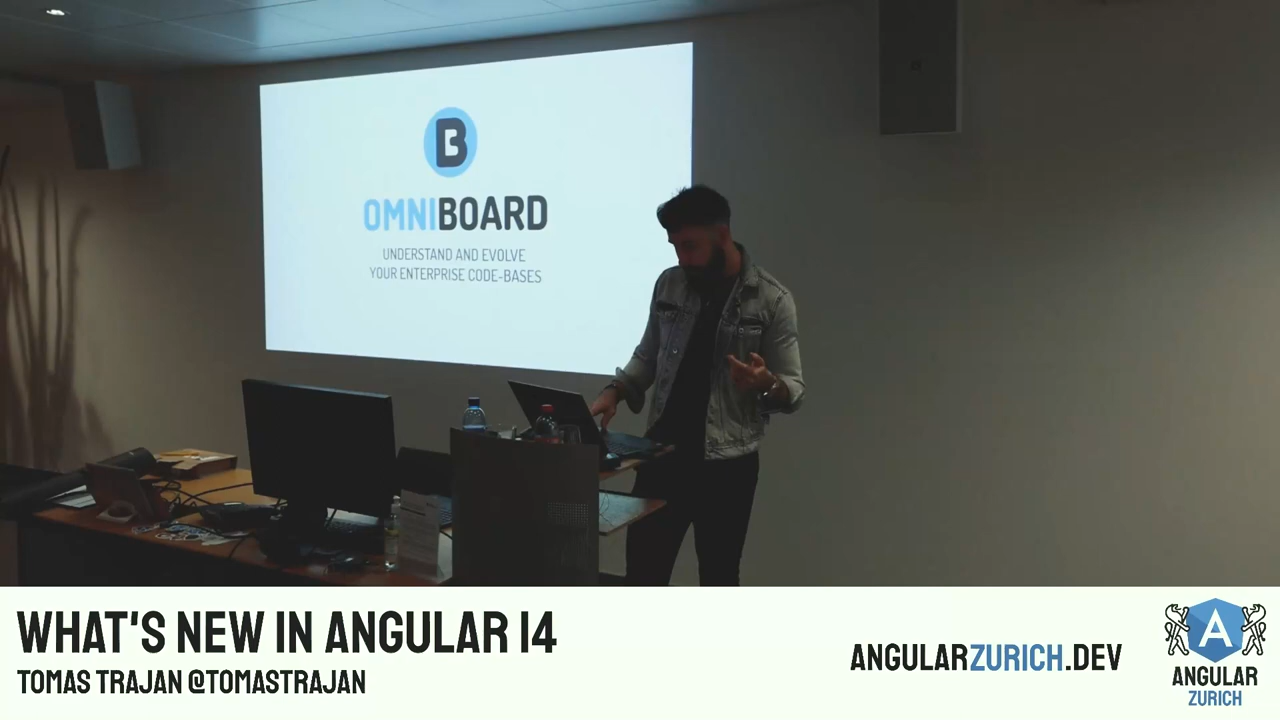 B
OMNIBOARD
UNDERSTAND AND EVOLVE
YOUR ENTERPRISE CODE-BASES
WHAT'S NEW IN ANGULAR 14
TOMAS TRAJAN @TOMASTRAJAN
ANGULARZURICH.DEV
A
ANGULAR
ZURICH